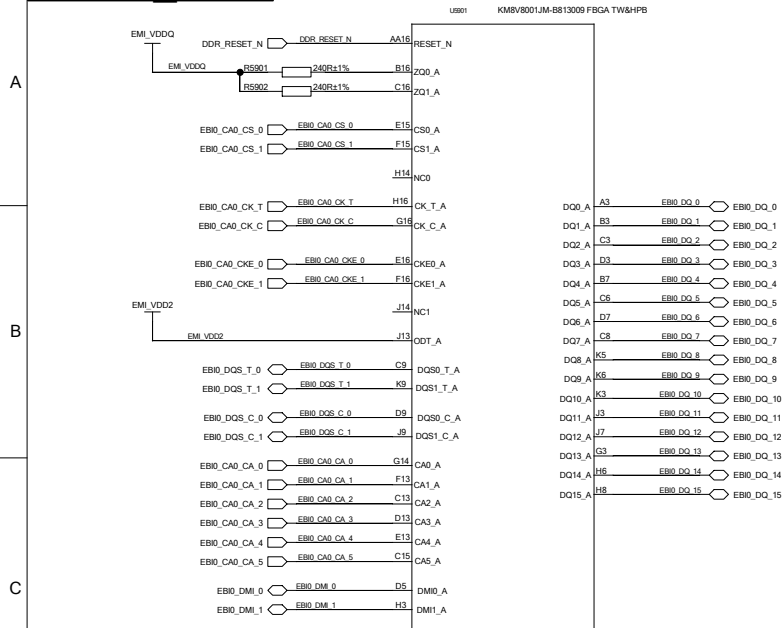 U5901 KM8V8001JM-B813009 FBGA TW&HPB
EMI_VDDQ
DDR_RESET_N DDR_RESET_N AA16 RESET_N
EMI_VDDQ R5901 240R±1% B16 ZQ0_A
R5902 240R±1% C16 ZQ1_A
A
EBI0_CA0_CS_0 EBI0_CA0_CS_0 E15 CS0_A
EBI0_CA0_CS_1 EBI0_CA0_CS_1 F15 CS1_A
H14 NC0
EBI0_CA0_CK_T EBI0_CA0_CK_T H16 CK_T_A DQ0_A A3 EBI0_DQ_0 EBI0_DQ_0
EBI0_CA0_CK_C EBI0_CA0_CK_C G16 CK_C_A DQ1_A B3 EBI0_DQ_1 EBI0_DQ_1
DQ2_A C3 EBI0_DQ_2 EBI0_DQ_2
EBI0_CA0_CKE_0 EBI0_CA0_CKE_0 E16 CKE0_A DQ3_A D3 EBI0_DQ_3 EBI0_DQ_3
EBI0_CA0_CKE_1 EBI0_CA0_CKE_1 F16 CKE1_A DQ4_A B7 EBI0_DQ_4 EBI0_DQ_4
EMI_VDD2 J14 NC1 DQ5_A C6 EBI0_DQ_5 EBI0_DQ_5
DQ6_A D7 EBI0_DQ_6 EBI0_DQ_6
B
EMI_VDD2 J13 ODT_A DQ7_A C8 EBI0_DQ_7 EBI0_DQ_7
DQ8_A K5 EBI0_DQ_8 EBI0_DQ_8
EBI0_DQS_T_0 EBI0_DQS_T_0 C9 DQS0_T_A DQ9_A K6 EBI0_DQ_9 EBI0_DQ_9
EBI0_DQS_T_1 EBI0_DQS_T_1 K9 DQS1_T_A DQ10_A K3 EBI0_DQ_10 EBI0_DQ_10
EBI0_DQS_C_0 EBI0_DQS_C_0 D9 DQS0_C_A DQ11_A J3 EBI0_DQ_11 EBI0_DQ_11
EBI0_DQS_C_1 EBI0_DQS_C_1 J9 DQS1_C_A DQ12_A J7 EBI0_DQ_12 EBI0_DQ_12
DQ13_A G3 EBI0_DQ_13 EBI0_DQ_13
EBI0_CA0_CA_0 EBI0_CA0_CA_0 G14 CA0_A DQ14_A H6 EBI0_DQ_14 EBI0_DQ_14
EBI0_CA0_CA_1 EBI0_CA0_CA_1 F13 CA1_A DQ15_A H8 EBI0_DQ_15 EBI0_DQ_15
EBI0_CA0_CA_2 EBI0_CA0_CA_2 C13 CA2_A
EBI0_CA0_CA_3 EBI0_CA0_CA_3 D13 CA3_A
EBI0_CA0_CA_4 EBI0_CA0_CA_4 E13 CA4_A
EBI0_CA0_CA_5 EBI0_CA0_CA_5 C15 CA5_A
C
EBI0_DMI_0 EBI0_DMI_0 D5 DMI0_A
EBI0_DMI_1 EBI0_DMI_1 H3 DMI1_A